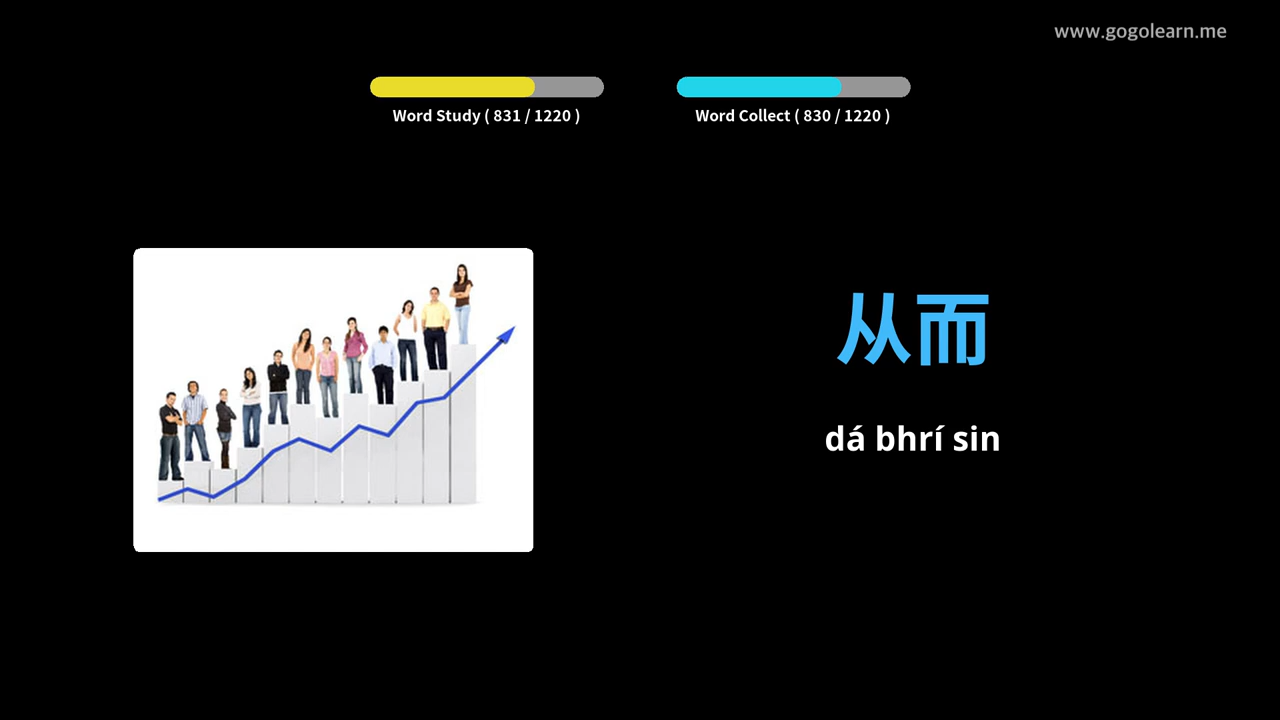 www.gogolearn.me
Word Study ( 831 / 1220 )
Word Collect ( 830 / 1220 )
从而
dá bhrí sin